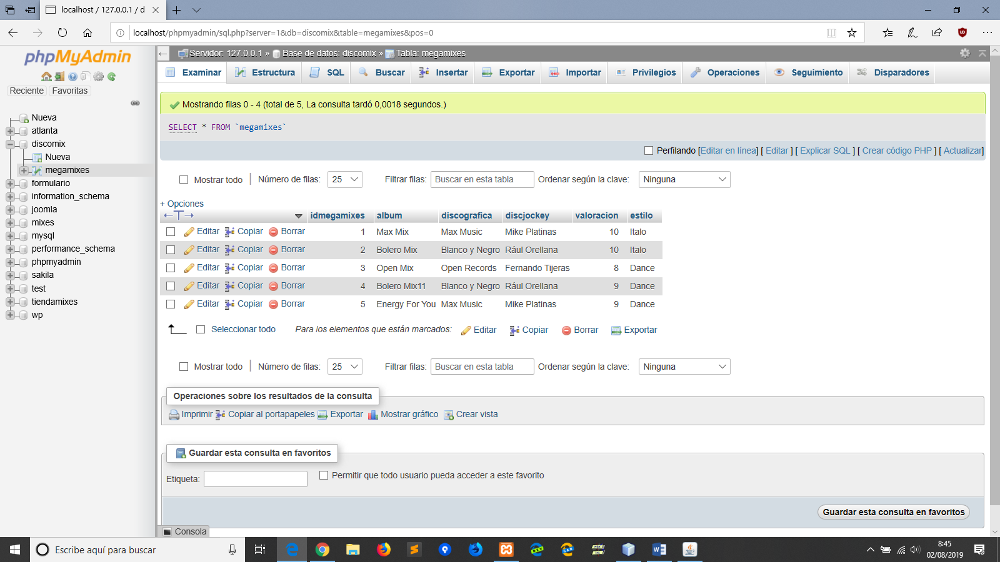 localhost / 127.0.0.1 / d
localhost/phpmyadmin/sql.php?server=1&db=discomix&table=megamixes&pos=0
phpMyAdmin
Reciente Favoritas
Nueva
atlanta
discomix
Nueva
megamixes
formulario
information_schema
joomla
mixes
mysql
performance_schema
phpmyadmin
sakila
test
tiendamixes
wp
Servidor: 127.0.0.1 » Base de datos: discomix » Tabla: megamixes
Examinar Estructura SQL Buscar Insertar Exportar Importar Privilegios Operaciones Seguimiento Disparadores
Mostrando filas 0 - 4 (total de 5, La consulta tardó 0,0018 segundos.)
SELECT * FROM `megamixes`
Perfilando [Editar en línea] [ Editar ] [ Explicar SQL ] [ Crear código PHP ] [ Actualizar]
Mostrar todo | Número de filas: 25 Filtrar filas: Buscar en esta tabla Ordenar según la clave: Ninguna
+ Opciones
←T→ idmegamixes album discografica discjockey valoracion estilo
Editar Copiar Borrar 1 Max Mix Max Music Mike Platinas 10 Italo
Editar Copiar Borrar 2 Bolero Mix Blanco y Negro Rául Orellana 10 Italo
Editar Copiar Borrar 3 Open Mix Open Records Fernando Tijeras 8 Dance
Editar Copiar Borrar 4 Bolero Mix11 Blanco y Negro Rául Orellana 9 Dance
Editar Copiar Borrar 5 Energy For You Max Music Mike Platinas 9 Dance
Seleccionar todo Para los elementos que están marcados: Editar Copiar Borrar Exportar
Mostrar todo | Número de filas: 25 Filtrar filas: Buscar en esta tabla Ordenar según la clave: Ninguna
Operaciones sobre los resultados de la consulta
Imprimir Copiar al portapapeles Exportar Mostrar gráfico Crear vista
Guardar esta consulta en favoritos
Etiqueta: Permitir que todo usuario pueda acceder a este favorito
Guardar esta consulta en favoritos
Consola
Escribe aquí para buscar
8:45
02/08/2019